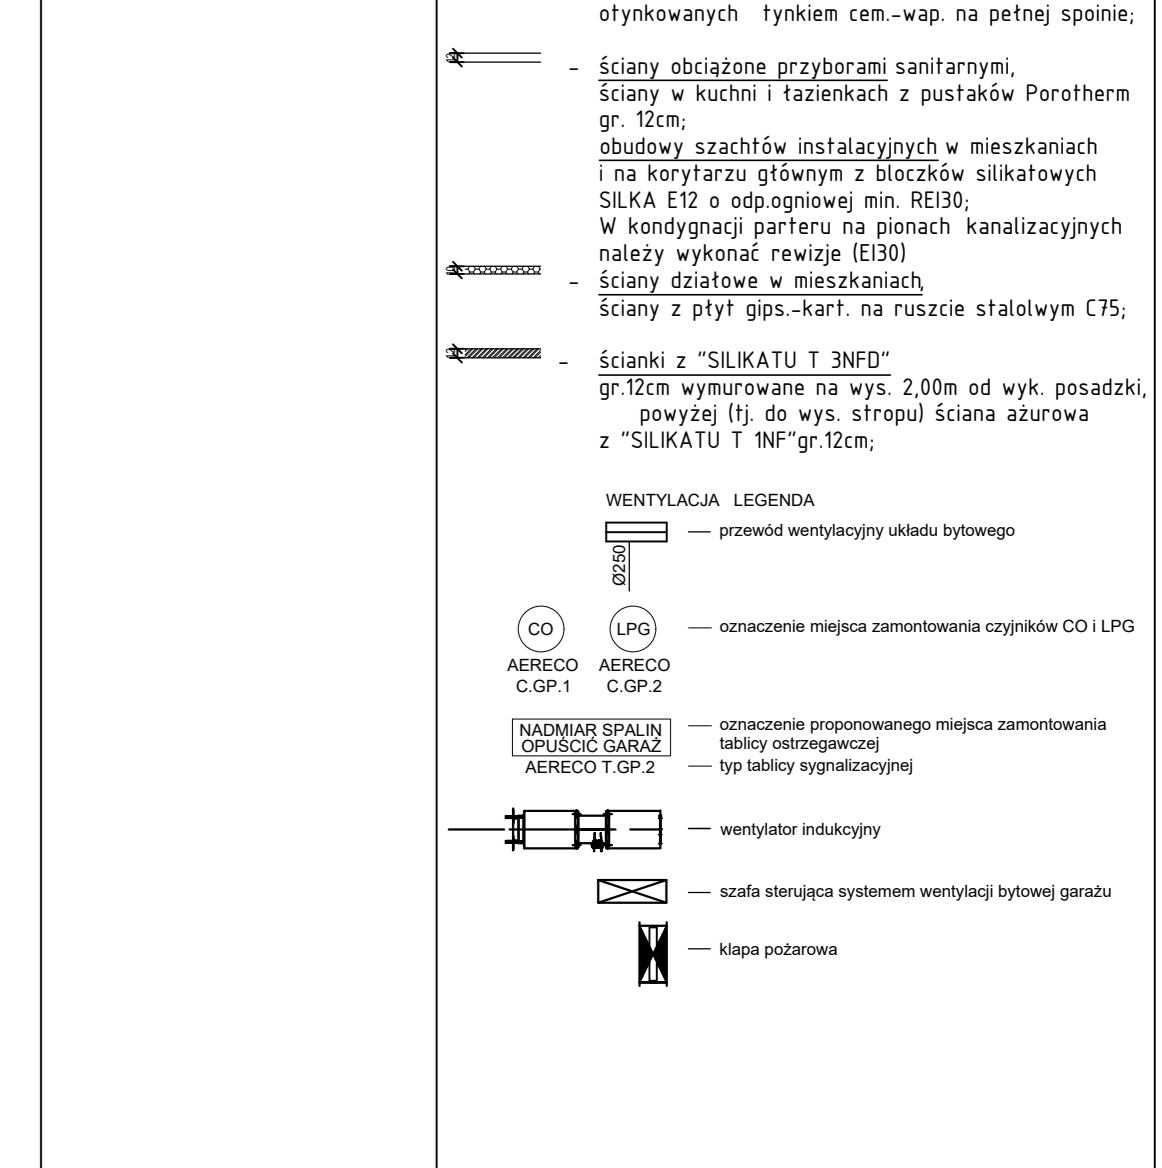 otynkowanych tynkiem cem.-wap. na pełnej spoinie;
- ściany obciążone przyborami sanitarnymi,
ściany w kuchni i łazienkach z pustaków Porotherm
gr. 12cm;
obudowy szachtów instalacyjnych w mieszkaniach
i na korytarzu głównym z bloczków silikatowych
SILKA E12 o odp.ogniowej min. REI30;
W kondygnacji parteru na pionach kanalizacyjnych
należy wykonać rewizje (EI30)
- ściany działowe w mieszkaniach,
ściany z płyt gips.-kart. na ruszcie stalolwym C75;
- ścianki z "SILIKATU T 3NFD"
gr.12cm wymurowane na wys. 2,00m od wyk. posadzki,
powyżej (tj. do wys. stropu) ściana ażurowa
z "SILIKATU T 1NF"gr.12cm;
WENTYLACJA LEGENDA
przewód wentylacyjny układu bytowego
Ø250
CO
LPG
oznaczenie miejsca zamontowania czyjników CO i LPG
AERECO
C.GP.1
AERECO
C.GP.2
NADMIAR SPALIN
OPUŚCIĆ GARAŻ
oznaczenie proponowanego miejsca zamontowania
tablicy ostrzegawczej
AERECO T.GP.2
typ tablicy sygnalizacyjnej
wentylator indukcyjny
szafa sterująca systemem wentylacji bytowej garażu
klapa pożarowa